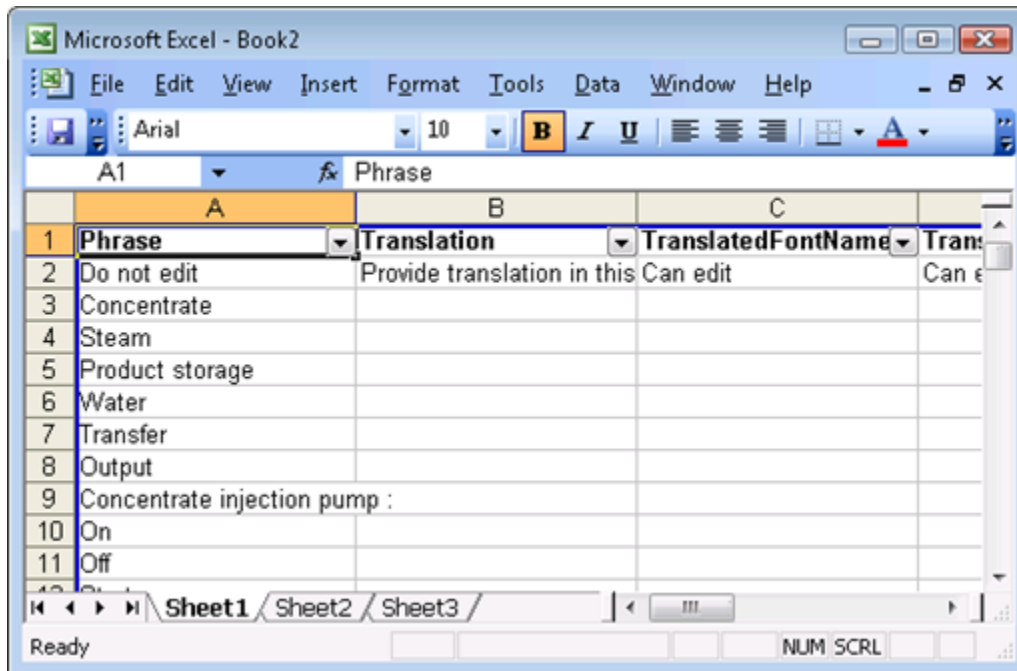 Microsoft Excel - Book2
File Edit View Insert Format Tools Data Window Help
Arial 10 B I U A
A1 fx Phrase
A B C
1 Phrase Translation TranslatedFontName Trans
2 Do not edit Provide translation in this Can edit Can e
3 Concentrate
4 Steam
5 Product storage
6 Water
7 Transfer
8 Output
9 Concentrate injection pump :
10 On
11 Off
Sheet1 Sheet2 Sheet3
Ready NUM SCRL